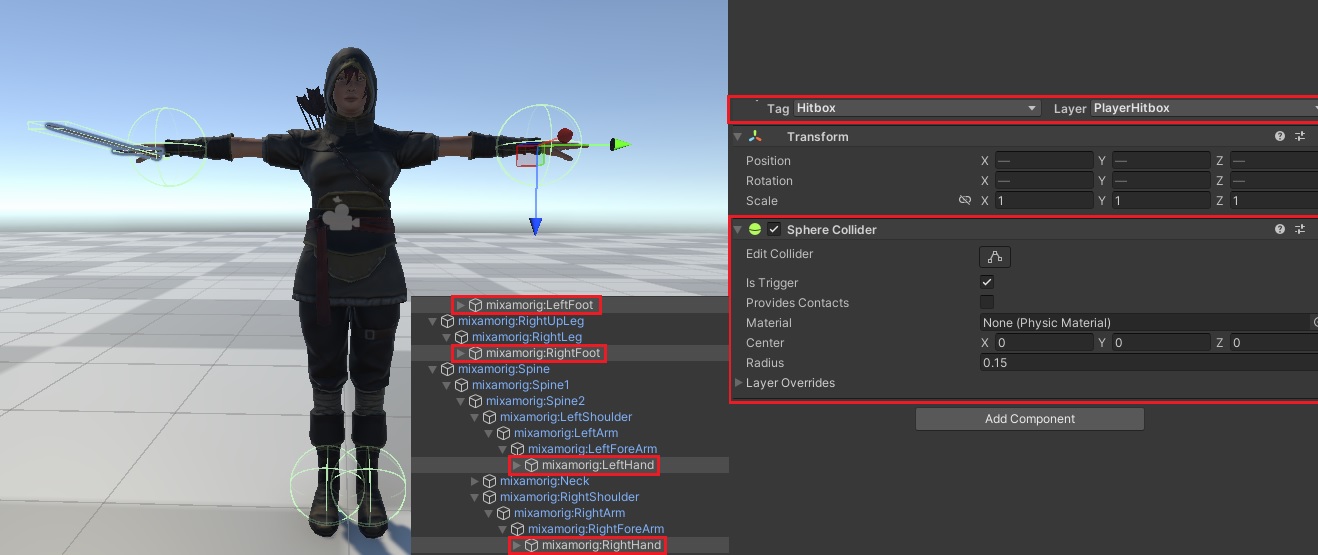 mixamorig:LeftFoot
mixamorig:RightUpLeg
mixamorig:RightLeg
mixamorig:RightFoot
mixamorig:Spine
mixamorig:Spine1
mixamorig:Spine2
mixamorig:LeftShoulder
mixamorig:LeftArm
mixamorig:LeftForeArm
mixamorig:LeftHand
mixamorig:Neck
mixamorig:RightShoulder
mixamorig:RightArm
mixamorig:RightForeArm
mixamorig:RightHand
Tag Hitbox Layer PlayerHitbox
Transform
Position X — Y — Z —
Rotation X — Y — Z —
Scale X 1 Y 1 Z 1
Sphere Collider
Edit Collider
Is Trigger
Provides Contacts
Material None (Physic Material)
Center X 0 Y 0 Z 0
Radius 0.15
Layer Overrides
Add Component